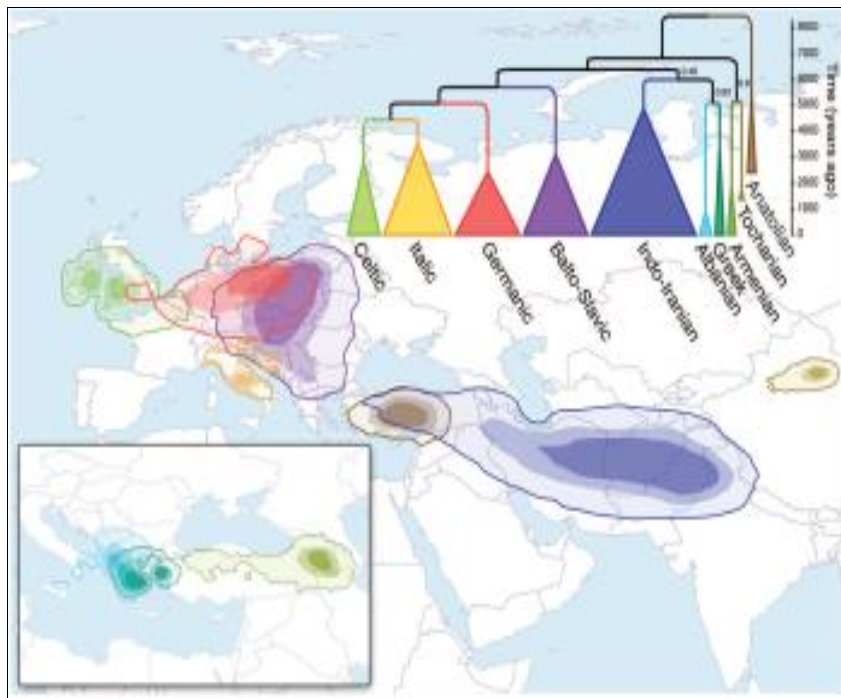 8000
7000
6000
5000
4000
3000
2000
1000
0
Time (years ago)
Celtic
Italic
Germanic
Balto-Slavic
Indo-Iranian
Albanian
Greek
Armenian
Tocharian
Anatolian